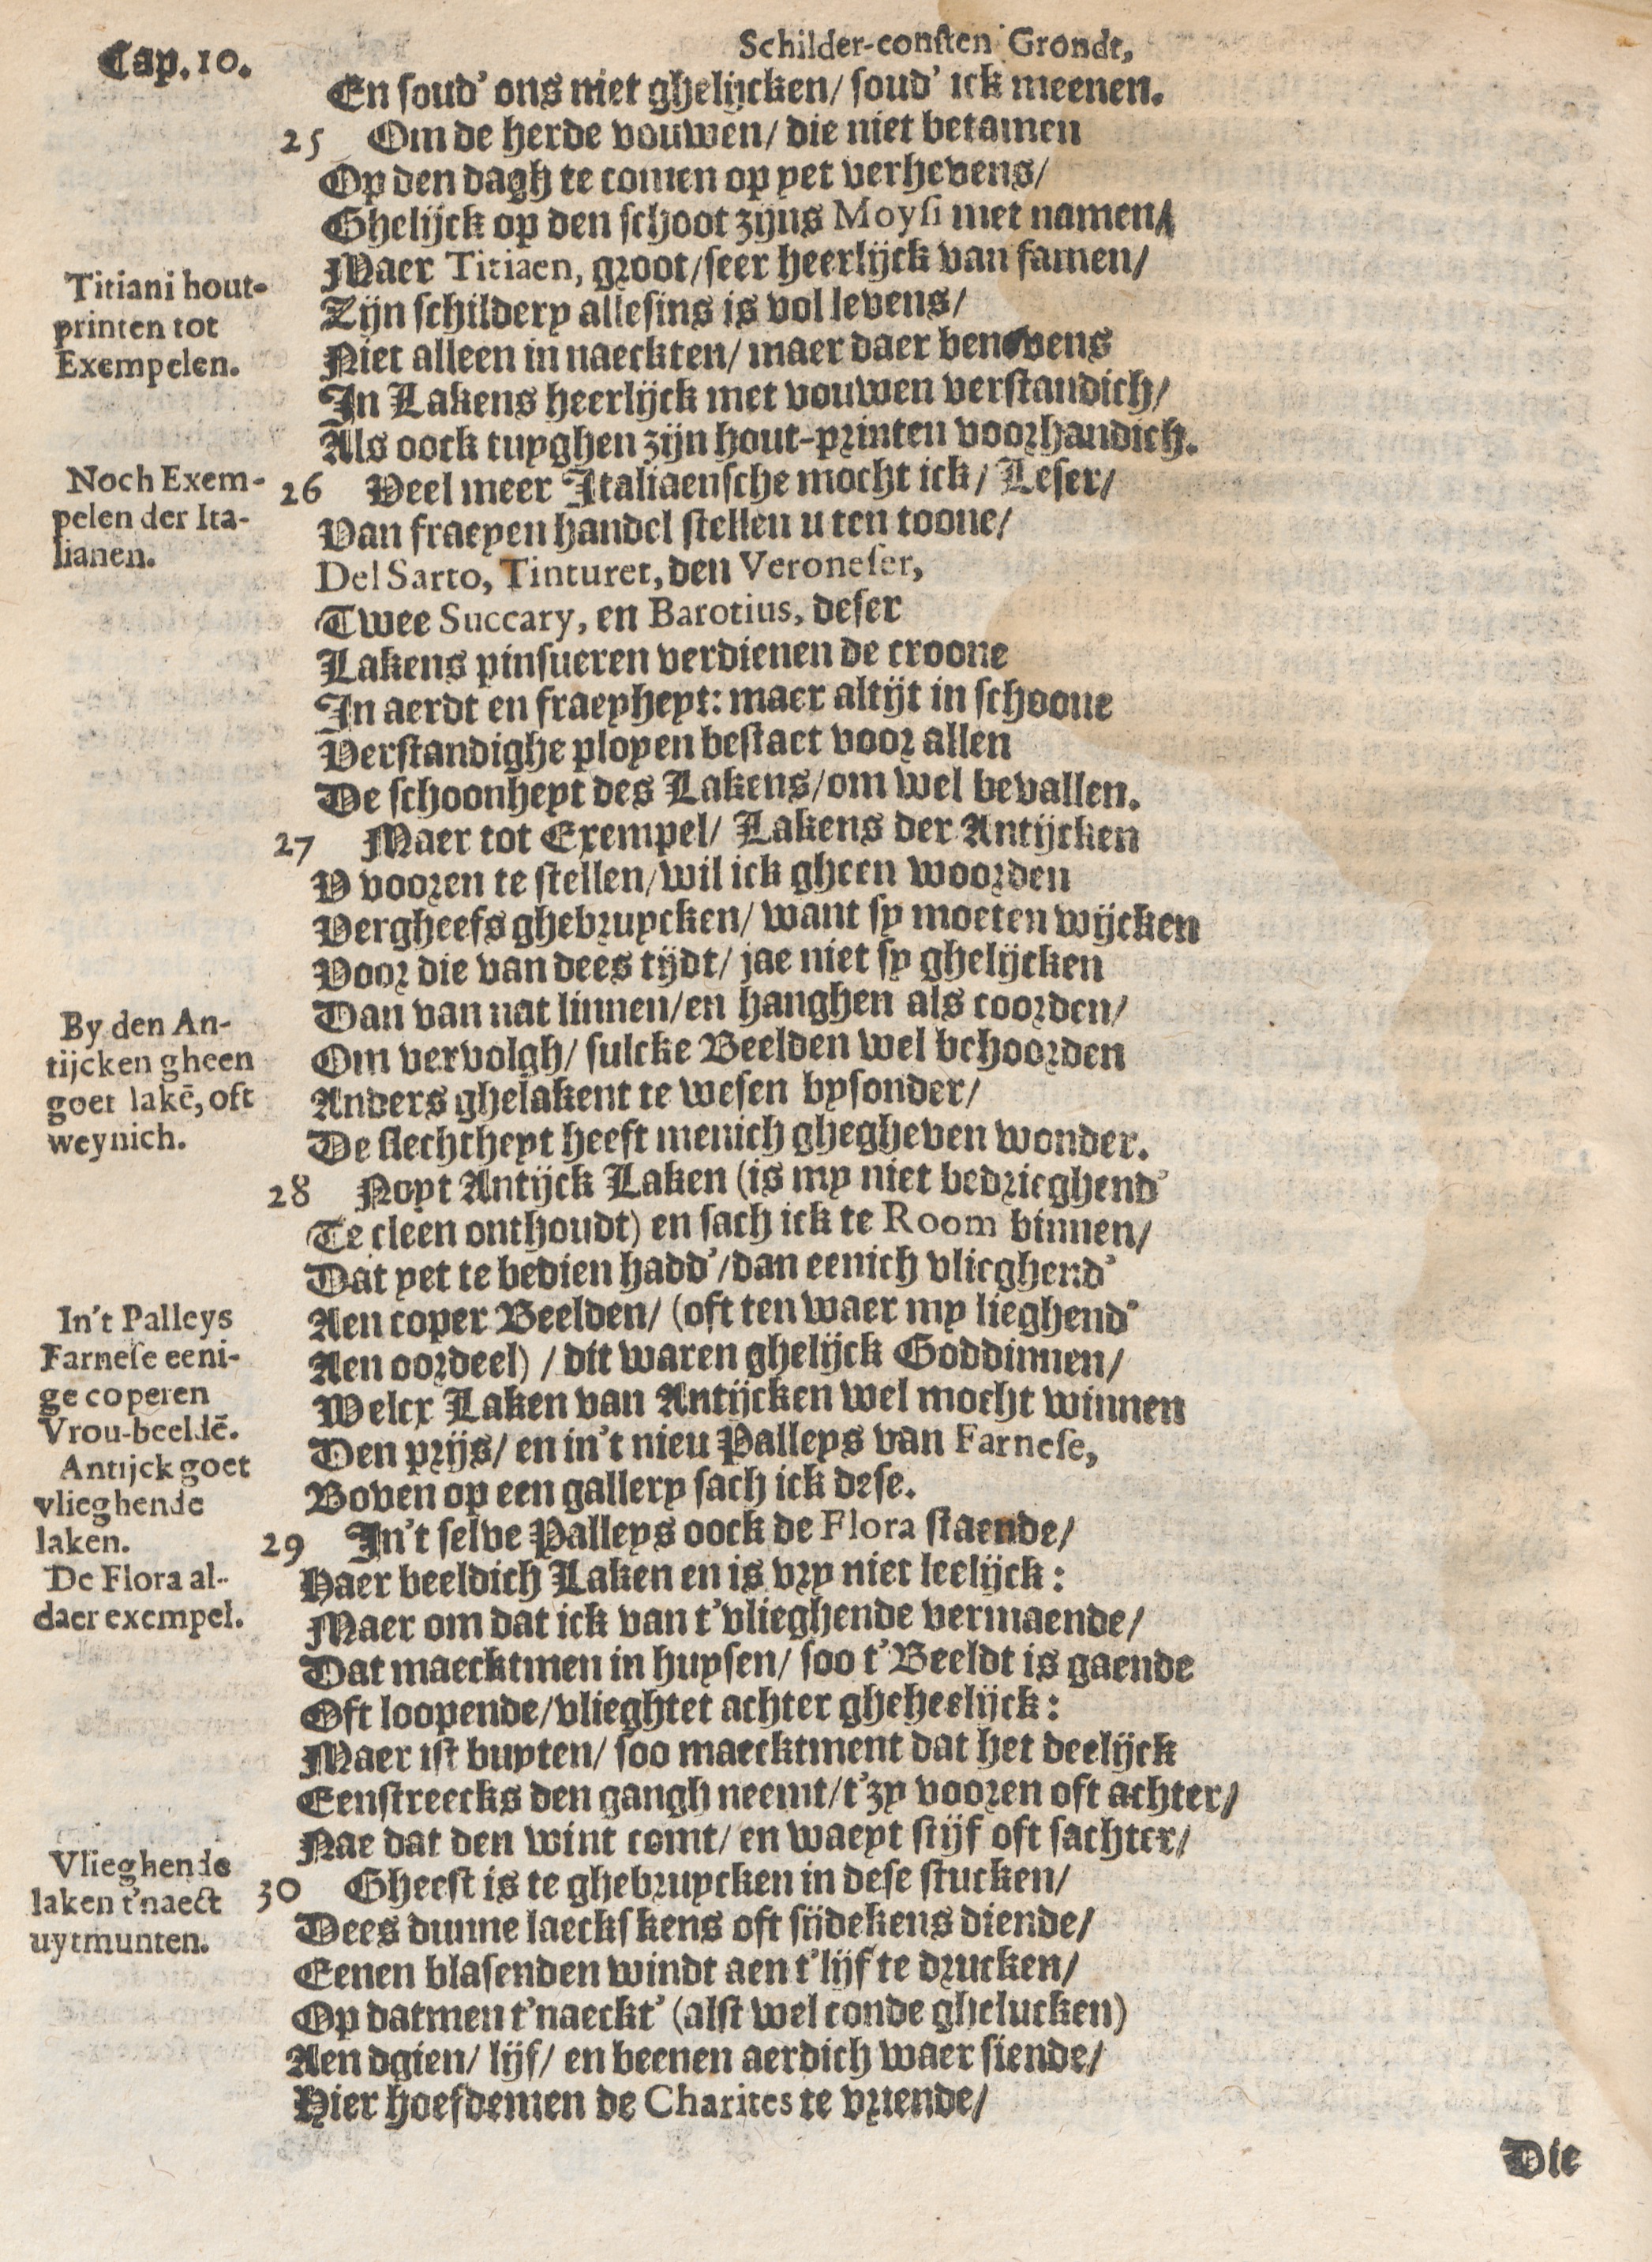 Cap. 10.
Schilder-consten Grondt,
En soud' ons niet ghelijcken/ soud' ick meenen.
25 Om de herde vouwen/ die niet betamen
Op den dagh te comen op yet verhevens/
Ghelijck op den schoot zijns Moysi met namen/
Maer Titiaen, groot/ seer heerlijck van famen/
Zijn schildery allesins is vol levens/
Niet alleen in naeckten/ maer daer benevens
In Lakens heerlijck met vouwen verstandich/
Als oock tuyghen zijn hout-printen voorhandich.
Titiani hout-
printen tot
Exempelen.
26 Veel meer Italiaensche mocht ick/ Leser/
Van fraeyen handel stellen u ten toone/
Del Sarto, Tinturet, den Veroneser,
Twee Succary, en Barotius, deser
Lakens pinsueren verdienen de croone
In aerdt en fraeyheyt: maer altijt in schoone
Verstandighe ployen bestaet voor allen
De schoonheyt des Lakens/ om wel bevallen.
Noch Exem-
pelen der Ita-
lianen.
27 Maer tot Exempel/ Lakens der Antijcken
V vooren te stellen/ wil ick gheen woorden
Vergheefs ghebruycken/ want sy moeten wijcken
Voor die van dees tijdt/ jae niet sy ghelijcken
Dan van nat linnen/ en hanghen als coorden/
Om vervolgh/ sulcke Beelden wel behoorden
Anders ghelakent te wesen bysonder/
De slechtheyt heeft menich ghegheven wonder.
By den An-
tijcken gheen
goet lakē, oft
weynich.
28 Noyt Antijck Laken (is my niet bedrieghend'
Te cleen onthoudt) en sach ick te Room binnen/
Dat yet te bedien hadd'/ dan eenich vlieghend'
Aen coper Beelden/ (oft ten waer my lieghend'
Aen oordeel) / dit waren ghelijck Goddinnen/
Welcx Laken van Antijcken wel mocht winnen
Den prijs/ en in't nieu Palleys van Farnese,
Boven op een gallery sach ick dese.
In't Palleys
Farnese eeni-
ge coperen
Vrou-beeldē.
Antijck goet
vlieghende
laken.
29 In't selve Palleys oock de Flora staende/
Haer beeldich Laken en is vry niet leelijck:
Maer om dat ick van t'vlieghende vermaende/
Dat maecktmen in huysen/ soo t'Beeldt is gaende
Oft loopende/ vlieghtet achter gheheelijck:
Maer ist buyten/ soo maecktment dat het deelijck
Eenstreecks den gangh neemt/ t'zy vooren oft achter/
Nae dat den wint comt/ en waeyt stijf oft sachter/
De Flora al-
daer exempel.
30 Gheest is te ghebruycken in dese stucken/
Dees dunne laeckskens oft sijdekens diende/
Eenen blasenden windt aen t'lijf te drucken/
Op datmen t'naeckt' (alst wel conde ghelucken)
Aen dgien/ lijf/ en beenen aerdich waer siende/
Hier hoefdemen de Charites te vriende/
Vlieghende
laken t'naect
uytmunten.
Die